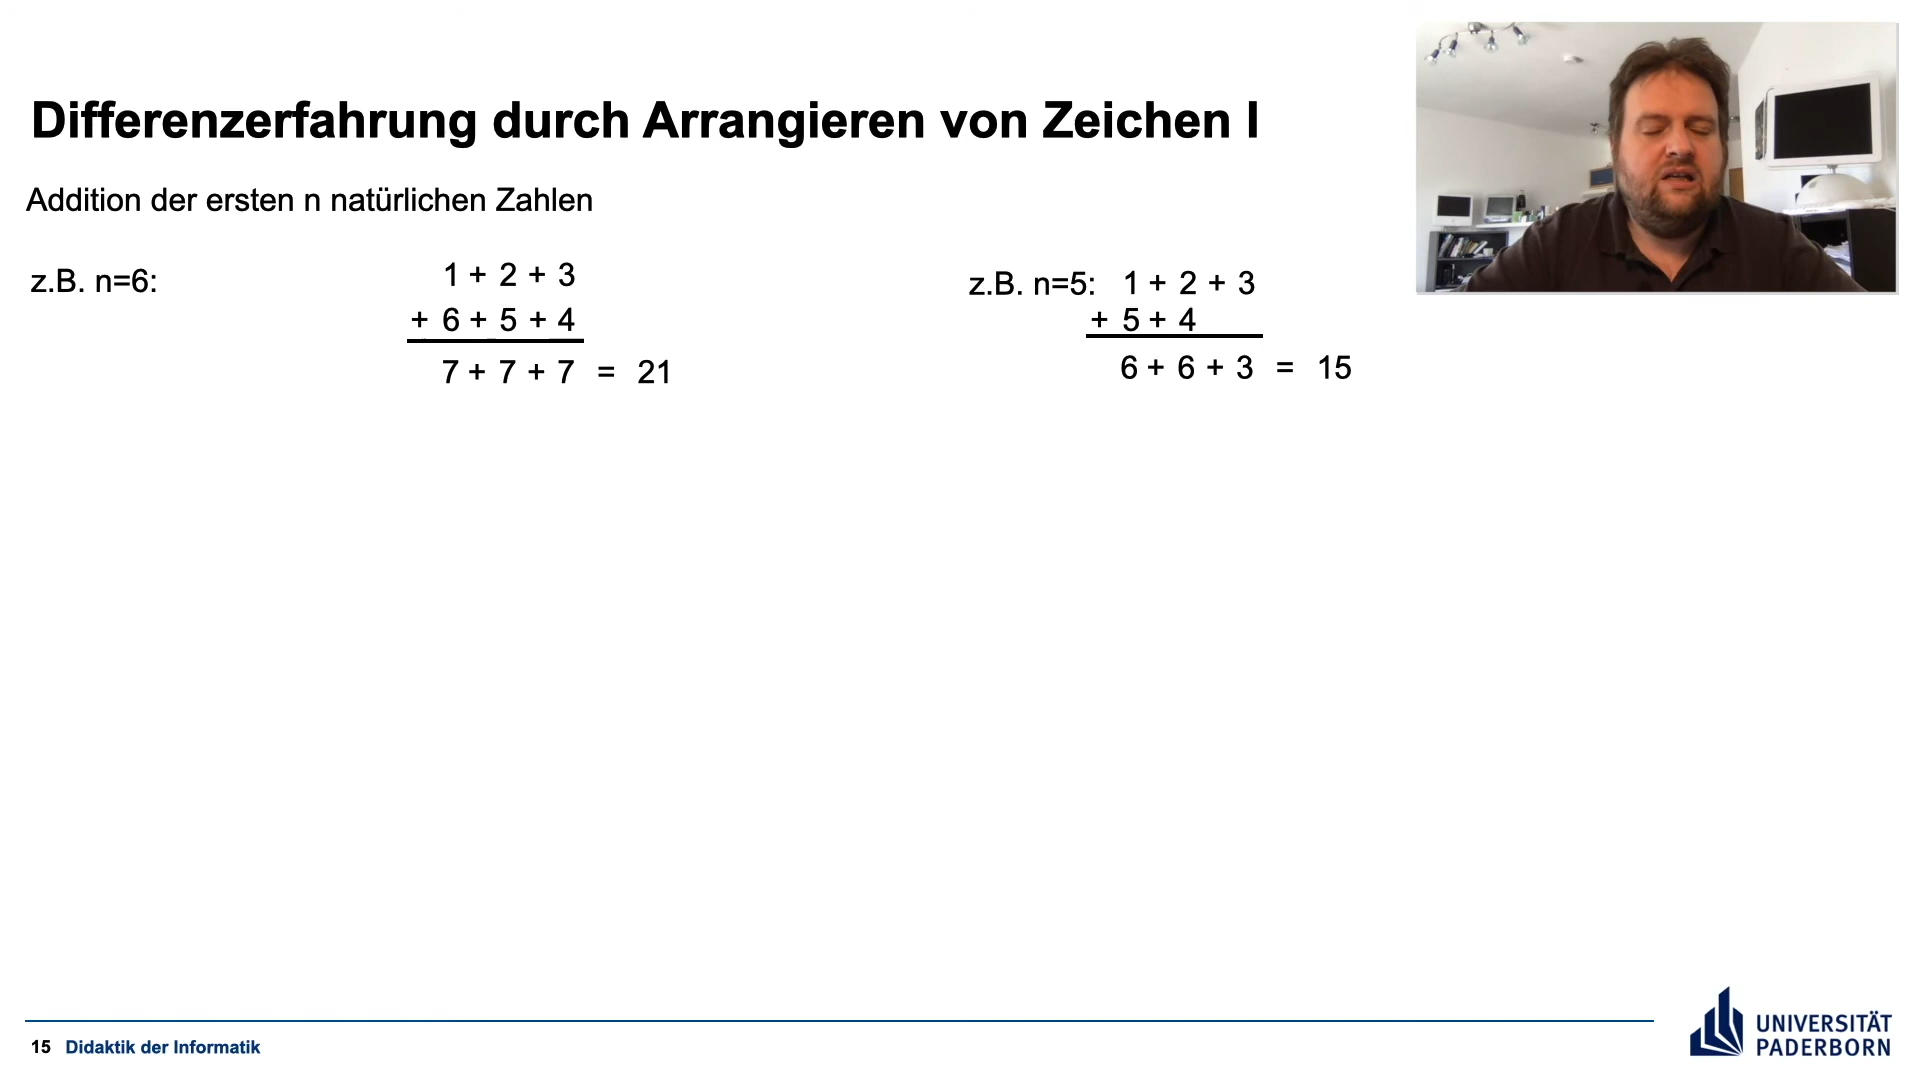 Differenzerfahrung durch Arrangieren von Zeichen I
Addition der ersten n natürlichen Zahlen
z.B. n=6:
1 + 2 + 3
+ 6 + 5 + 4
7 + 7 + 7 = 21
z.B. n=5: 1 + 2 + 3
+ 5 + 4
6 + 6 + 3 = 15
15 Didaktik der Informatik
UNIVERSITÄT
PADERBORN